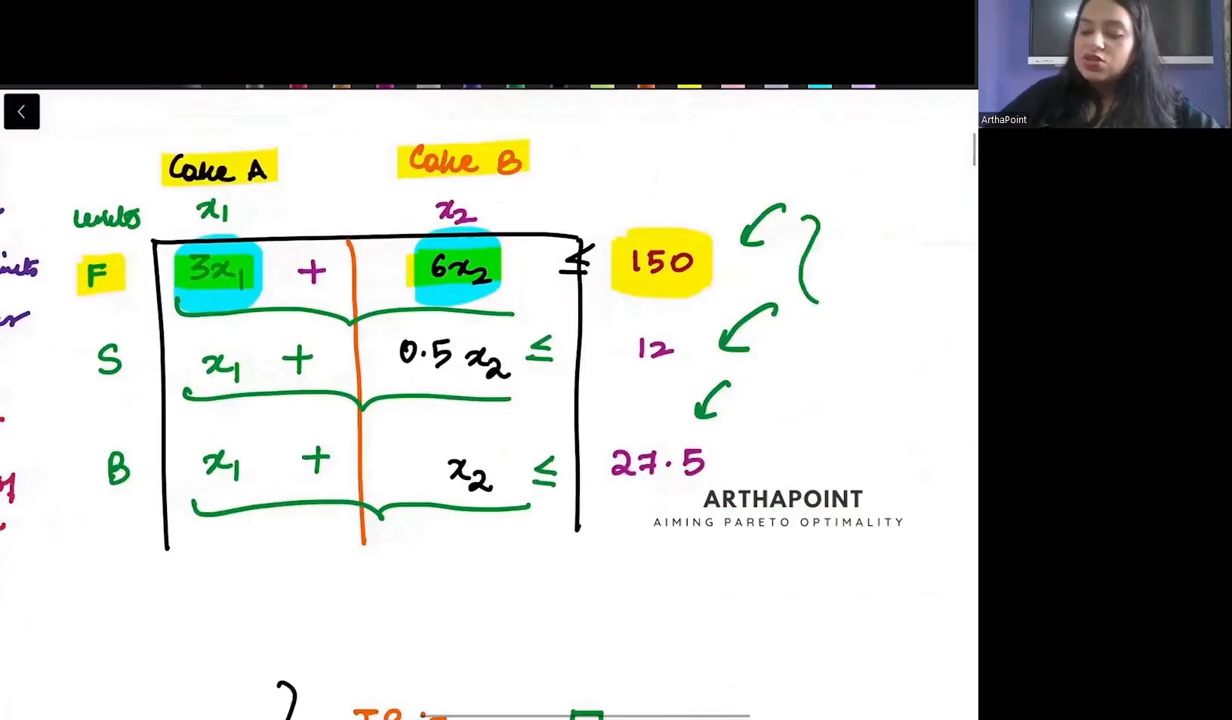 ArthaPoint
Cake A Cake B
units x₁ x₂
F 3x₁ + 6x₂ ≤ 150
S x₁ + 0.5 x₂ ≤ 12
B x₁ + x₂ ≤ 27.5
ARTHAPOINT
AIMING PARETO OPTIMALITY